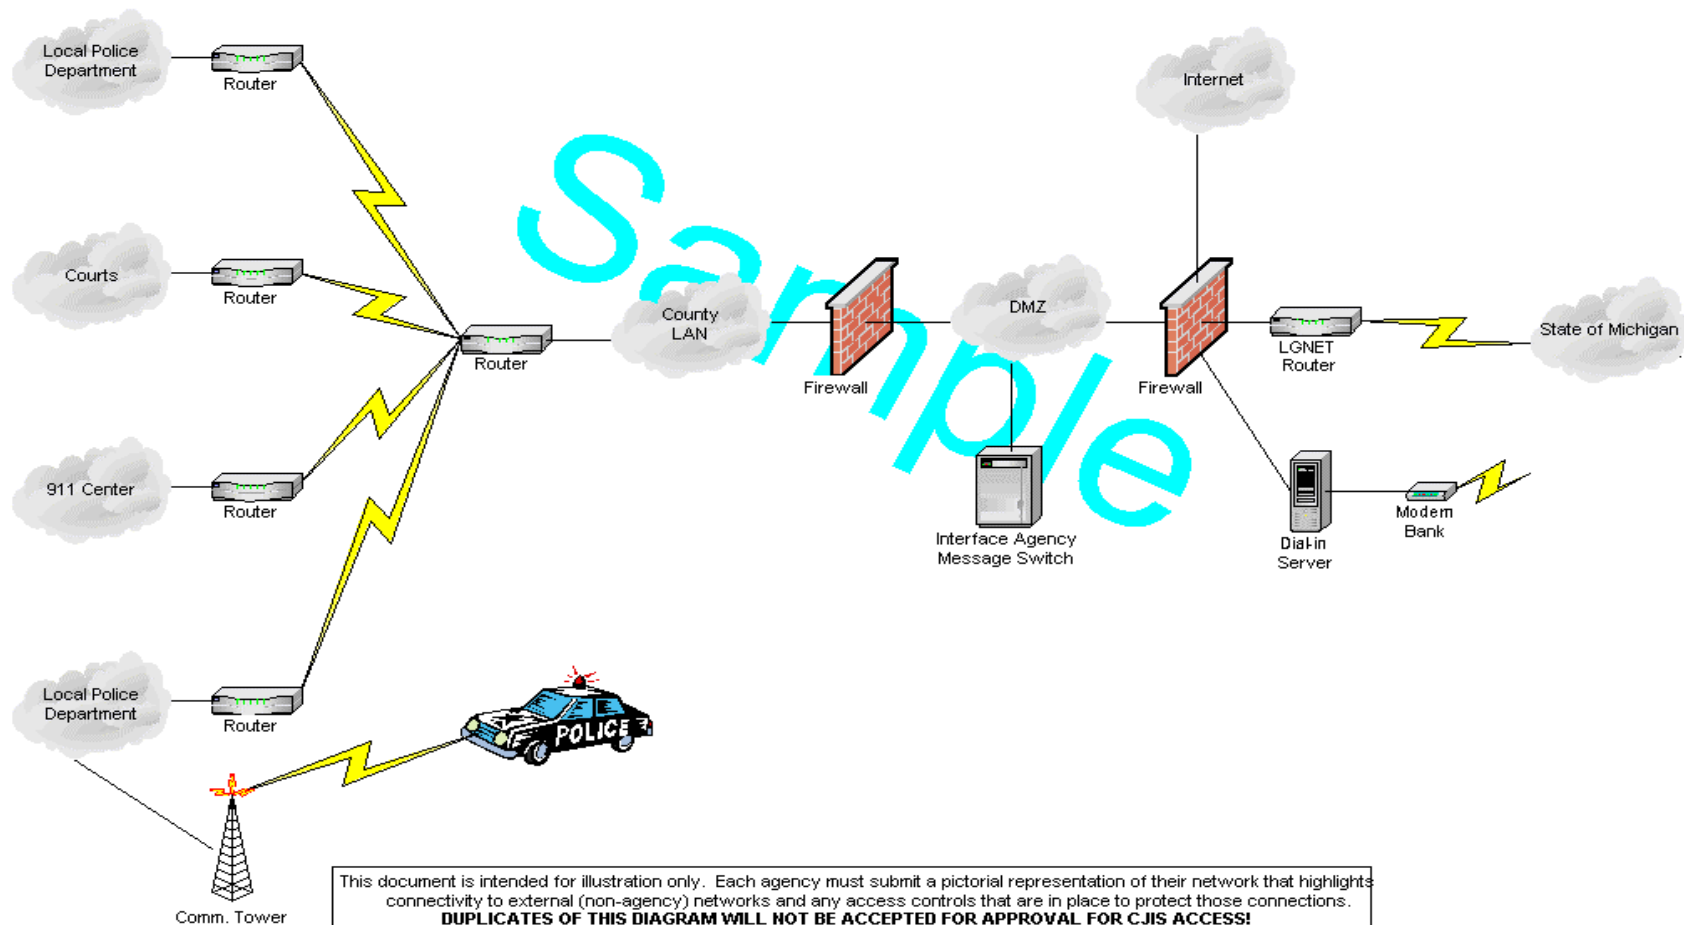 Local Police
Department
Router
Internet
Courts
Router
Sample
County
LAN
Router
Firewall
DMZ
Firewall
LGNET
Router
State of Michigan
911 Center
Router
Interface Agency
Message Switch
Dial-in
Server
Modem
Bank
Local Police
Department
Router
POLICE
Comm. Tower
This document is intended for illustration only.  Each agency must submit a pictorial representation of their network that highlights
connectivity to external (non-agency) networks and any access controls that are in place to protect those connections.
DUPLICATES OF THIS DIAGRAM WILL NOT BE ACCEPTED FOR APPROVAL FOR CJIS ACCESS!